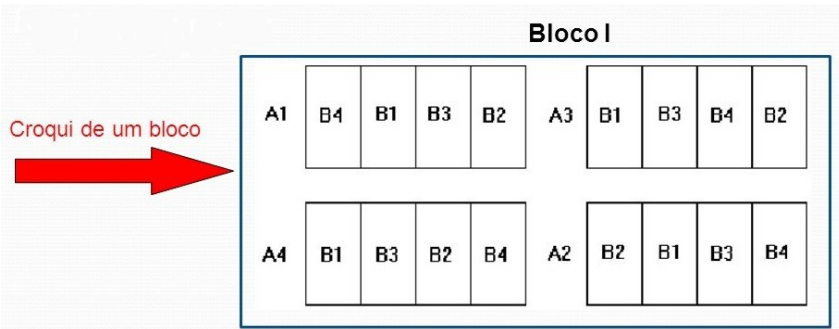 Bloco I
Croqui de um bloco
A1 B4 B1 B3 B2 A3 B1 B3 B4 B2
A4 B1 B3 B2 B4 A2 B2 B1 B3 B4